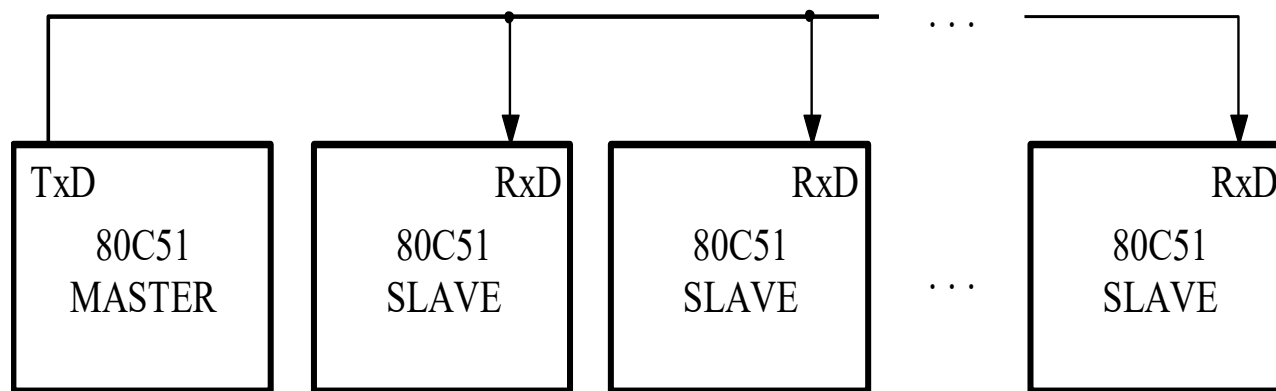 . . .
TxD
80C51
MASTER
RxD
80C51
SLAVE
RxD
80C51
SLAVE
. . .
RxD
80C51
SLAVE